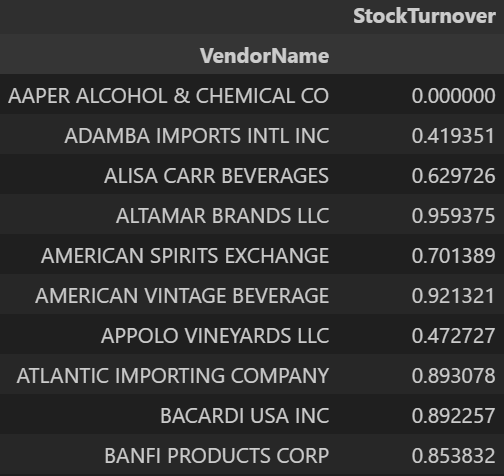 StockTurnover
VendorName
AAPER ALCOHOL & CHEMICAL CO 0.000000
ADAMBA IMPORTS INTL INC 0.419351
ALISA CARR BEVERAGES 0.629726
ALTAMAR BRANDS LLC 0.959375
AMERICAN SPIRITS EXCHANGE 0.701389
AMERICAN VINTAGE BEVERAGE 0.921321
APPOLO VINEYARDS LLC 0.472727
ATLANTIC IMPORTING COMPANY 0.893078
BACARDI USA INC 0.892257
BANFI PRODUCTS CORP 0.853832